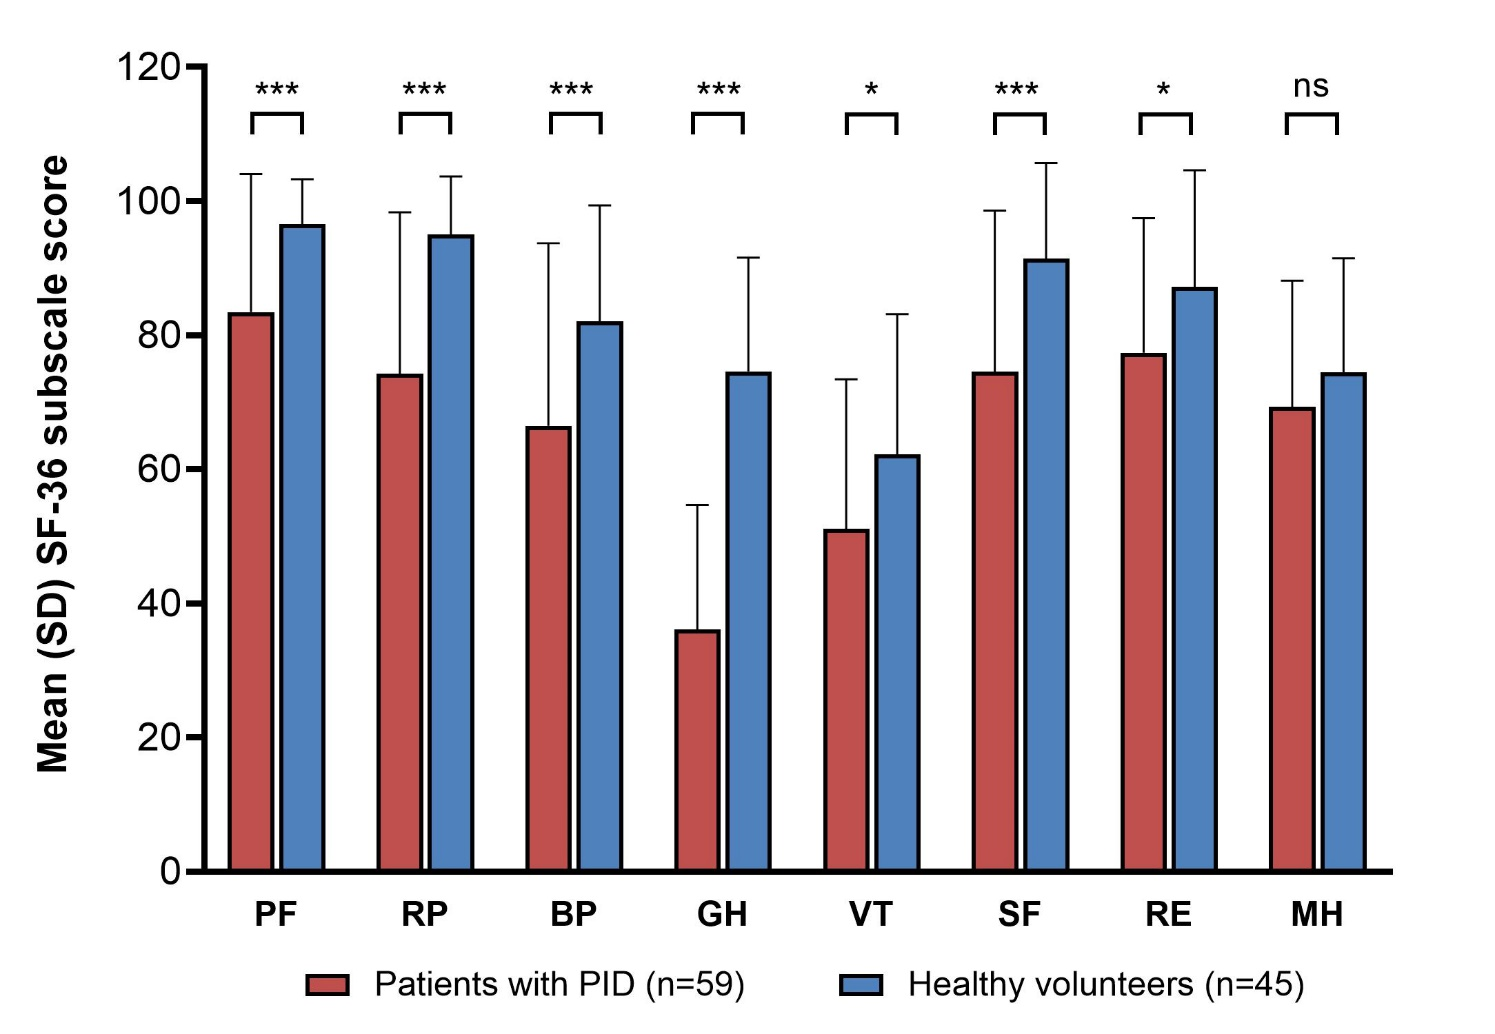 Mean (SD) SF-36 subscale score
120
100
80
60
40
20
0
*** *** *** *** * *** * ns
PF RP BP GH VT SF RE MH
Patients with PID (n=59) Healthy volunteers (n=45)